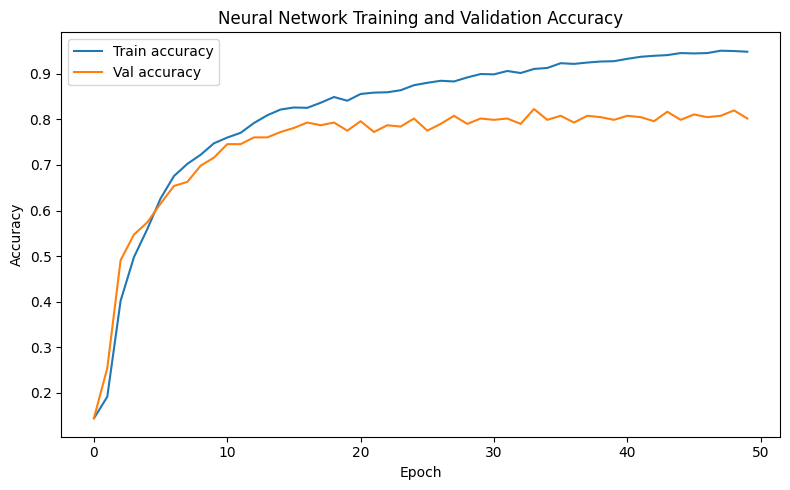 Neural Network Training and Validation Accuracy
Train accuracy
Val accuracy
0.9
0.8
0.7
0.6
0.5
0.4
0.3
0.2
Accuracy
0 10 20 30 40 50
Epoch